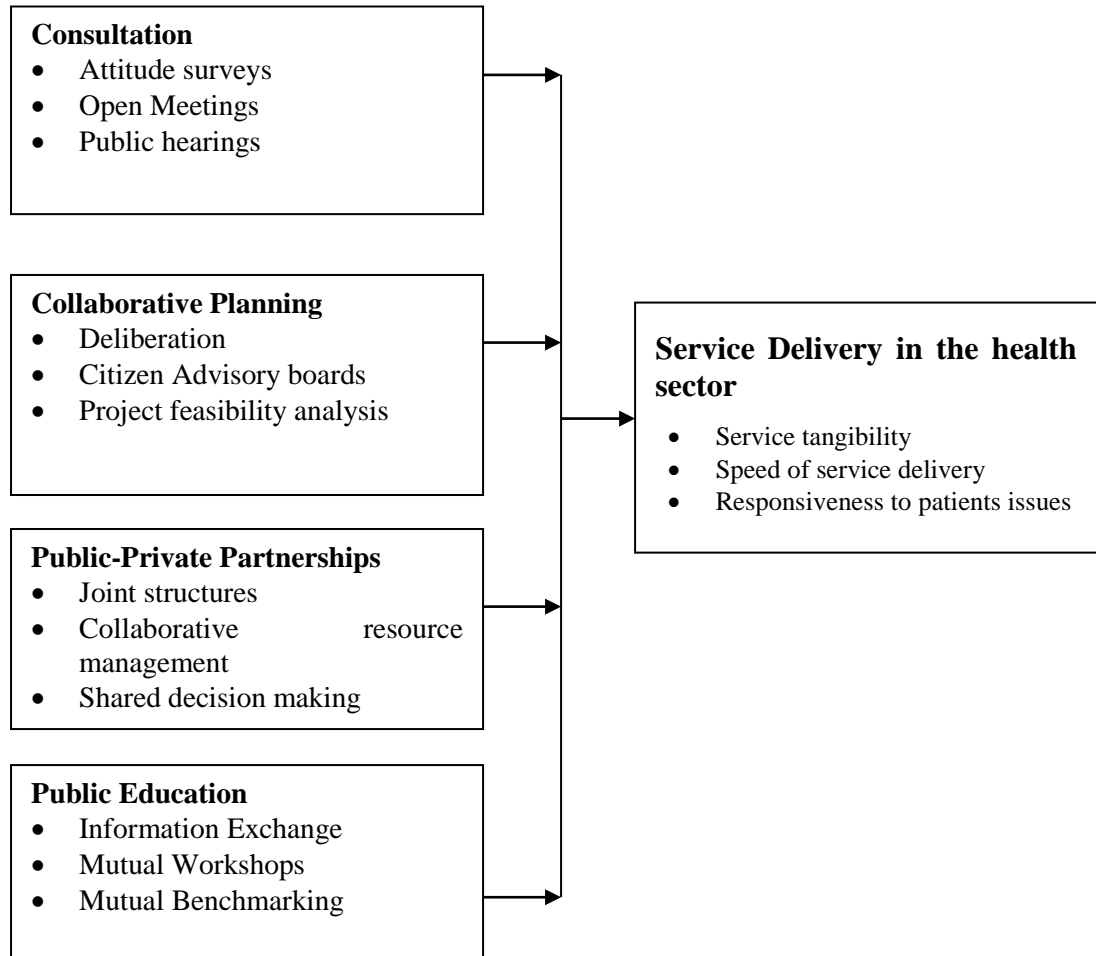 Consultation
• Attitude surveys
• Open Meetings
• Public hearings
Collaborative Planning
• Deliberation
• Citizen Advisory boards
• Project feasibility analysis
Public-Private Partnerships
• Joint structures
• Collaborative resource
management
• Shared decision making
Public Education
• Information Exchange
• Mutual Workshops
• Mutual Benchmarking
Service Delivery in the health
sector
• Service tangibility
• Speed of service delivery
• Responsiveness to patients issues